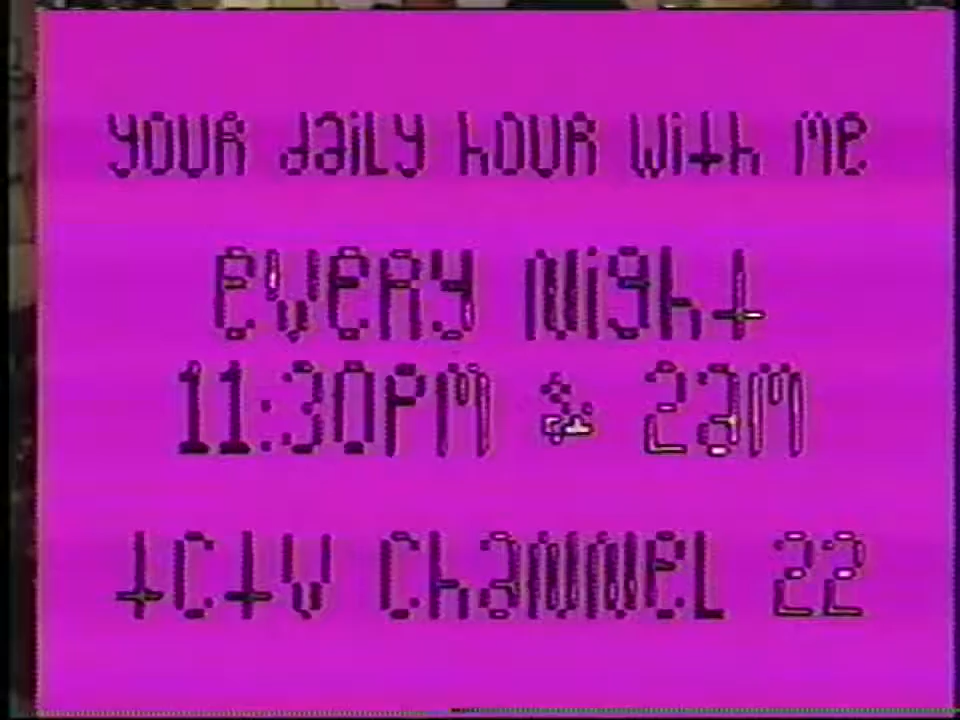 YOUR daiLY hOUR With Me
eVeRY Night
11:30PM & 2aM
tCtV ChaNNeL 22